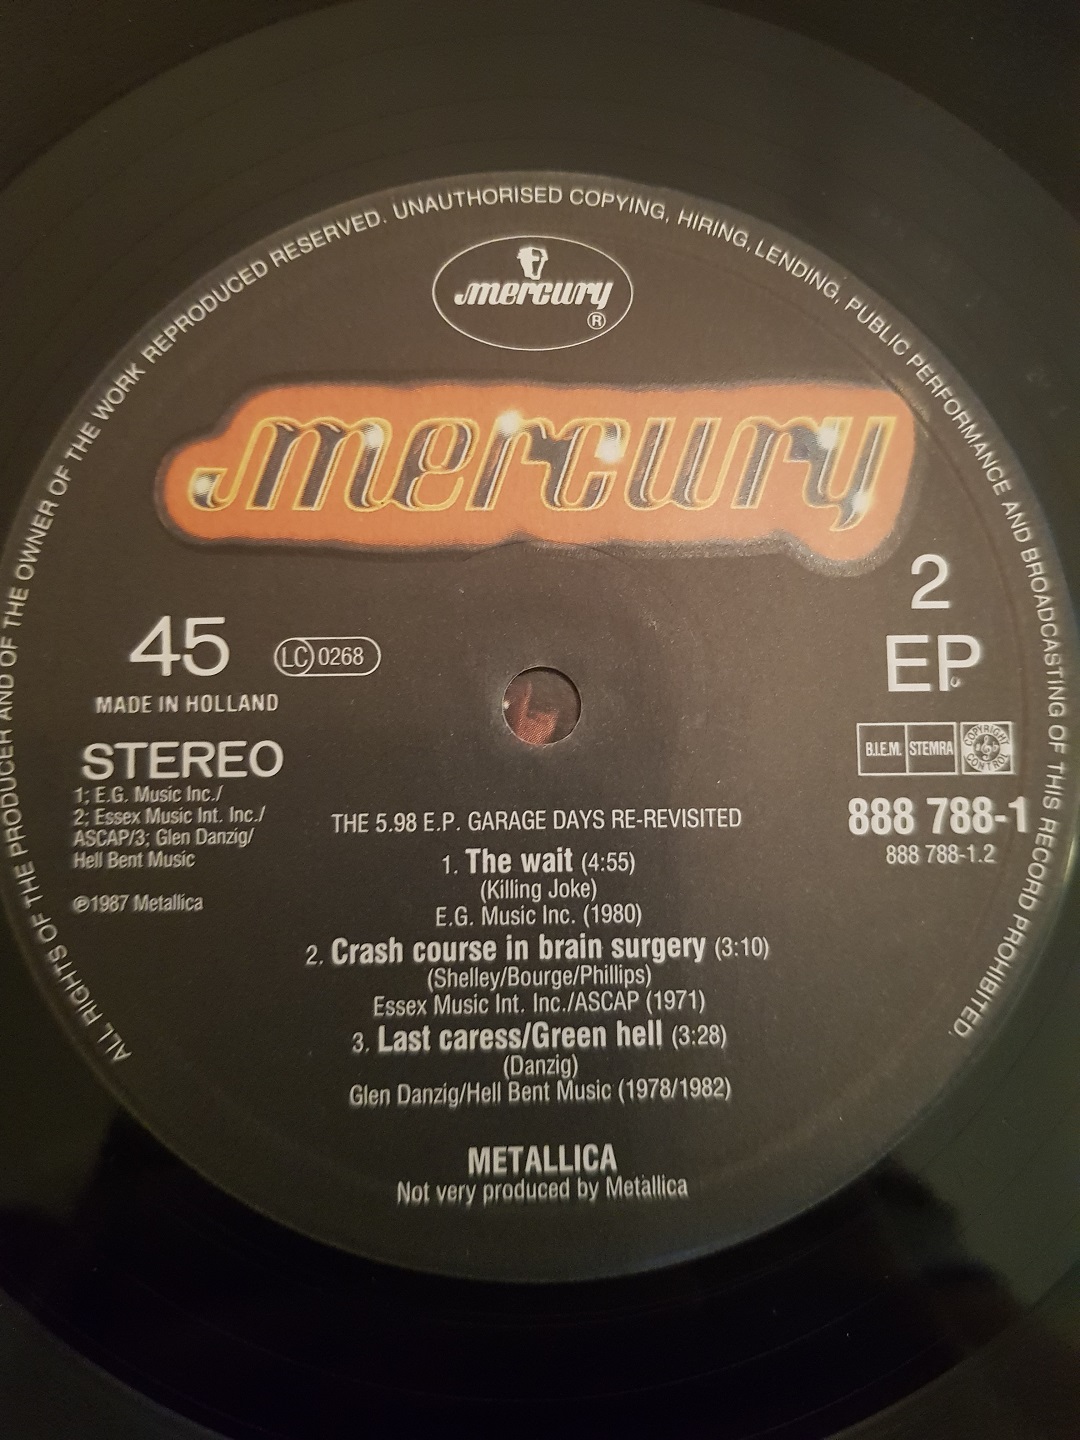 ALL RIGHTS OF THE PRODUCER AND OF THE OWNER OF THE WORK REPRODUCED RESERVED. UNAUTHORISED COPYING, HIRING, LENDING, PUBLIC PERFORMANCE AND BROADCASTING OF THIS RECORD PROHIBITED.
mercury
®
mercury
2
EP
45
LC 0268
MADE IN HOLLAND
STEREO
1; E.G. Music Inc./
2; Essex Music Int. Inc./
ASCAP/3; Glen Danzig/
Hell Bent Music
℗1987 Metallica
B.I.E.M. STEMRA COPYRIGHT CONTROL
888 788-1
888 788-1.2
THE 5.98 E.P. GARAGE DAYS RE-REVISITED
1. The wait (4:55)
(Killing Joke)
E.G. Music Inc. (1980)
2. Crash course in brain surgery (3:10)
(Shelley/Bourge/Phillips)
Essex Music Int. Inc./ASCAP (1971)
3. Last caress/Green hell (3:28)
(Danzig)
Glen Danzig/Hell Bent Music (1978/1982)
METALLICA
Not very produced by Metallica